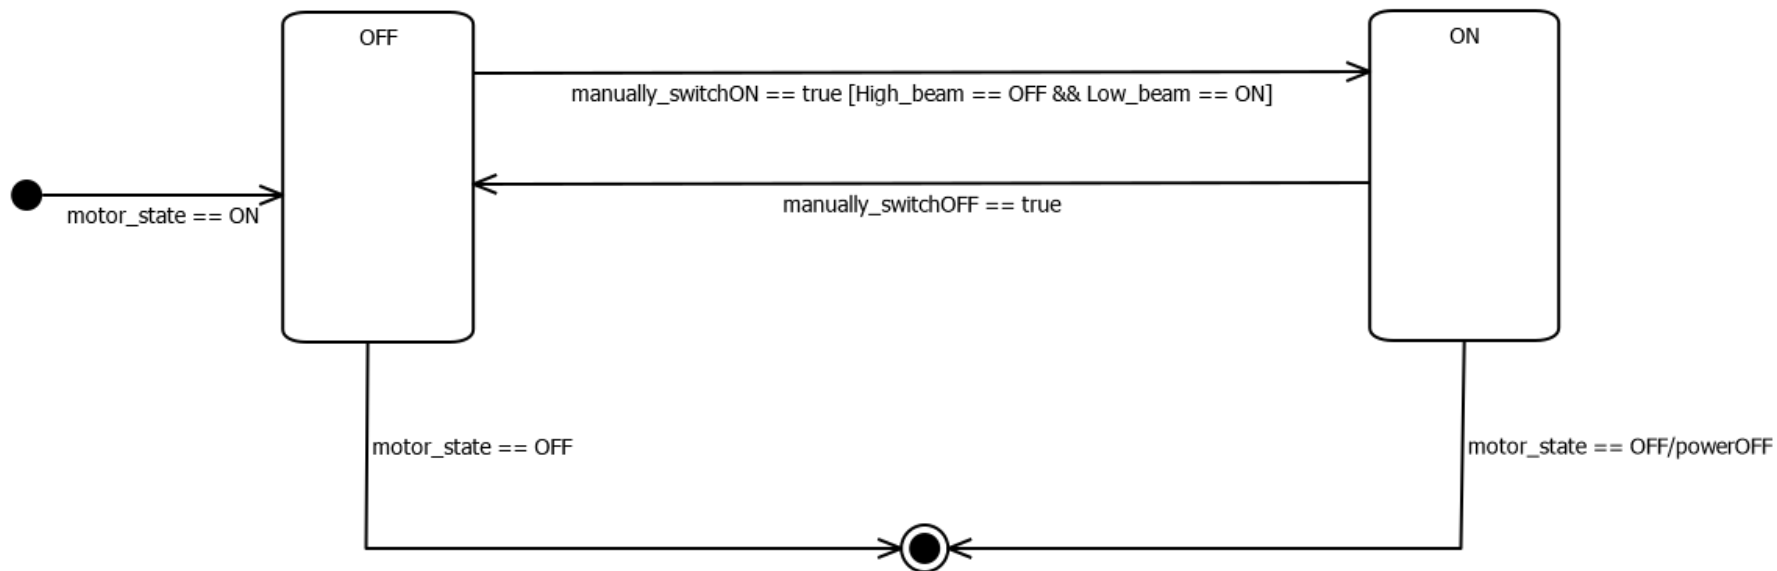 OFF
ON
manually_switchON == true [High_beam == OFF && Low_beam == ON]
manually_switchOFF == true
motor_state == ON
motor_state == OFF
motor_state == OFF/powerOFF